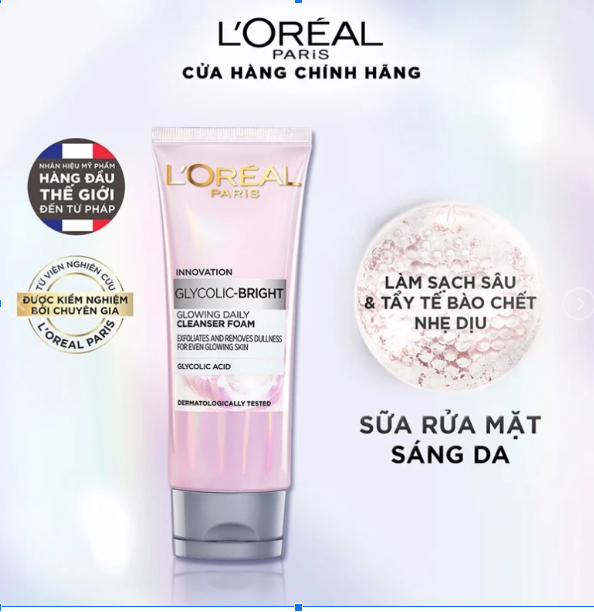 L'ORÉAL
PARiS
CỬA HÀNG CHÍNH HÃNG
NHÃN HIỆU MỸ PHẨM
HÀNG ĐẦU
THẾ GIỚI
ĐẾN TỪ PHÁP
TỪ VIỆN NGHIÊN CỨU
ĐƯỢC KIỂM NGHIỆM
BỞI CHUYÊN GIA
L'OREAL PARIS
L'ORÉAL
PARIS
INNOVATION
GLYCOLIC-BRIGHT
GLOWING DAILY
CLEANSER FOAM
EXFOLIATES AND REMOVES DULLNESS
FOR EVEN GLOWING SKIN
GLYCOLIC ACID
DERMATOLOGICALLY TESTED
LÀM SẠCH SÂU
& TẨY TẾ BÀO CHẾT
NHẸ DỊU
SỮA RỬA MẶT
SÁNG DA